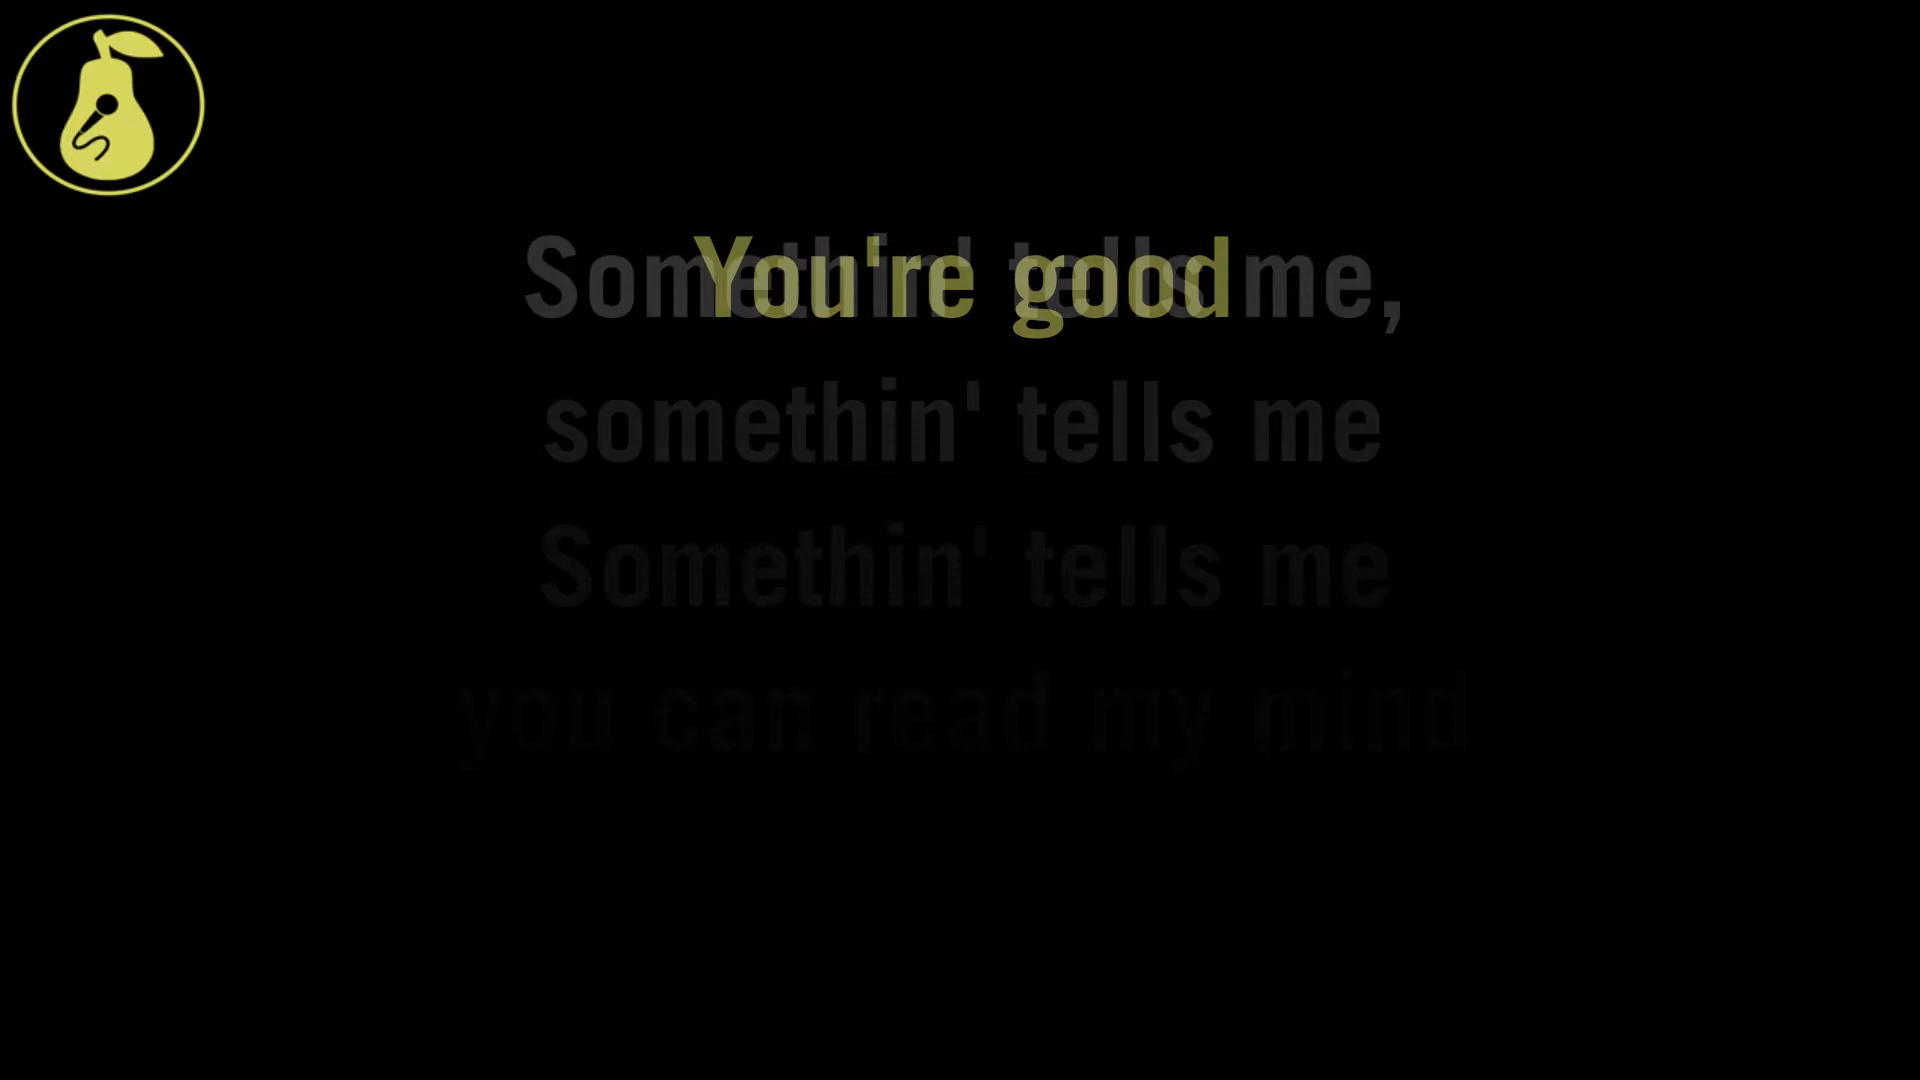 You're good
Somethin' tells me,
somethin' tells me
Somethin' tells me
you can read my mind